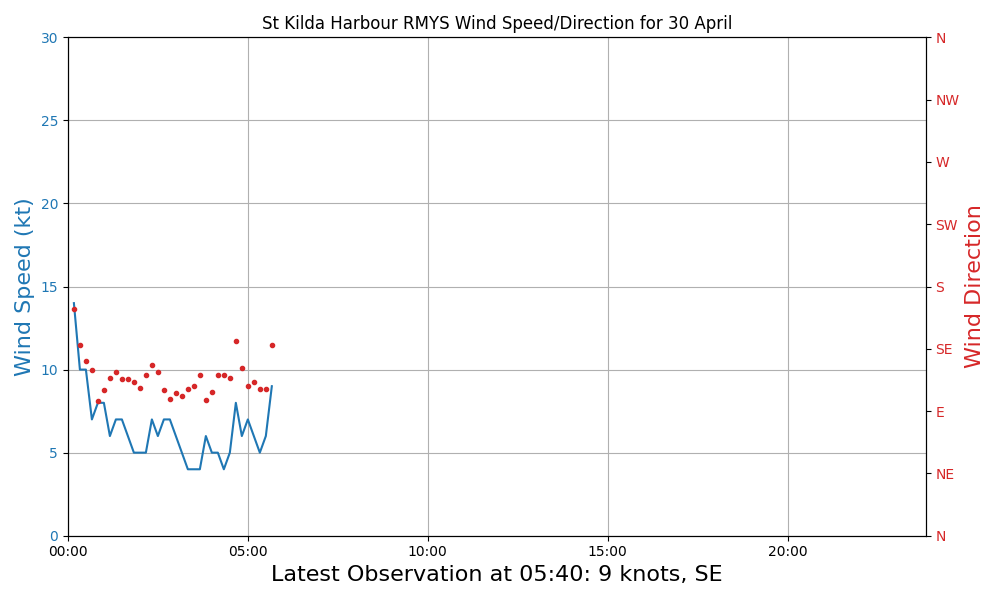 St Kilda Harbour RMYS Wind Speed/Direction for 30 April
30
25
20
15
10
5
0
Wind Speed (kt)
N
NW
W
SW
S
SE
E
NE
N
Wind Direction
00:00 05:00 10:00 15:00 20:00
Latest Observation at 05:40: 9 knots, SE